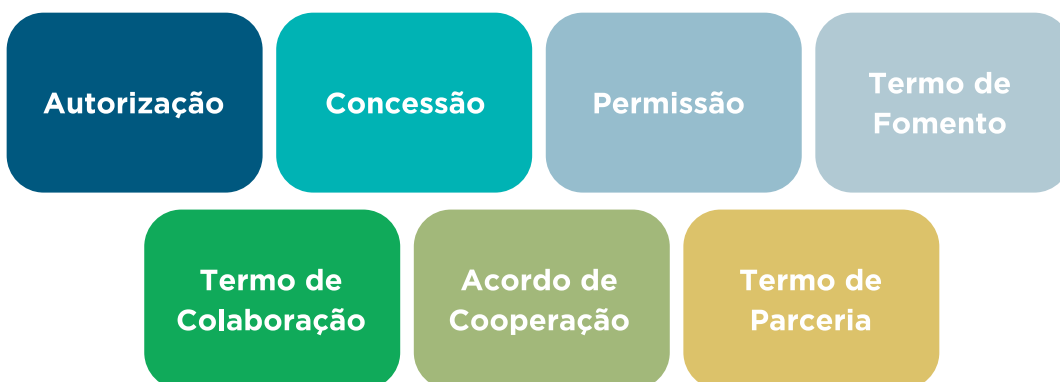 Autorização
Concessão
Permissão
Termo de
Fomento
Termo de
Colaboração
Acordo de
Cooperação
Termo de
Parceria